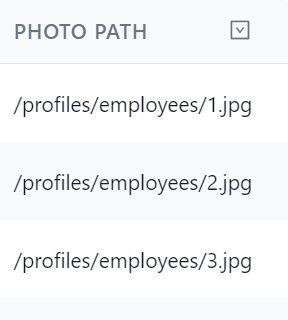 PHOTO PATH
/profiles/employees/1.jpg
/profiles/employees/2.jpg
/profiles/employees/3.jpg